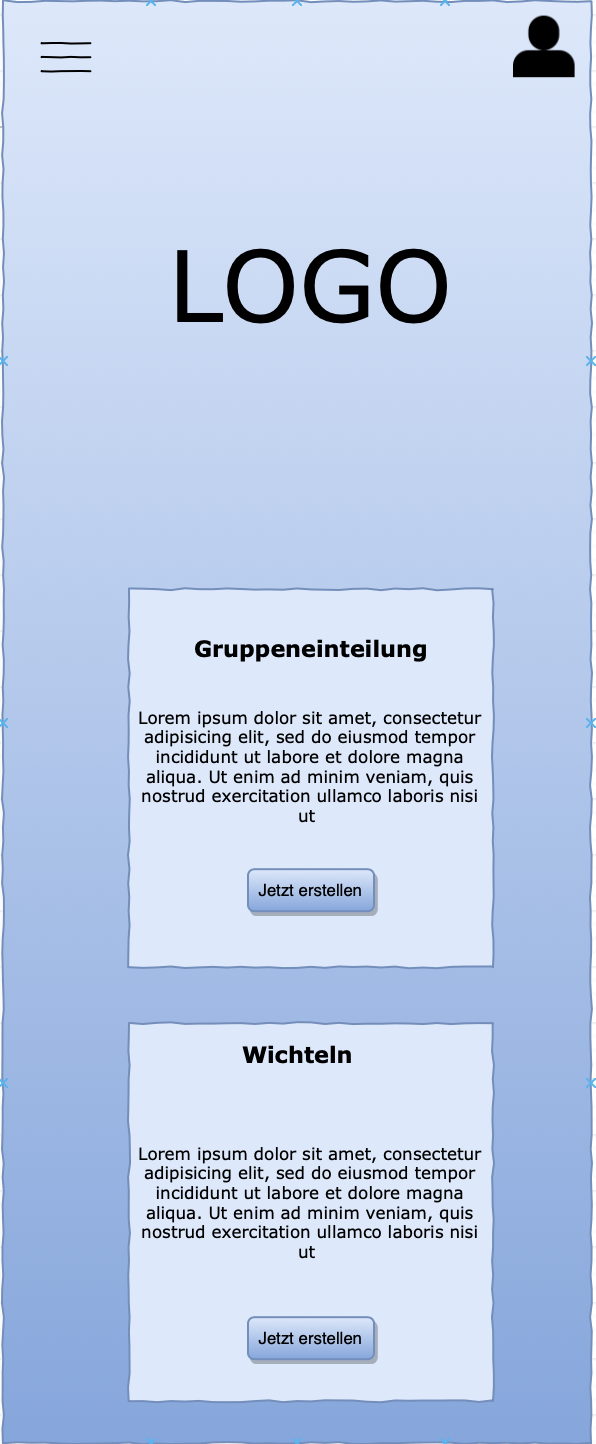 LOGO
Gruppeneinteilung
Lorem ipsum dolor sit amet, consectetur
adipisicing elit, sed do eiusmod tempor
incididunt ut labore et dolore magna
aliqua. Ut enim ad minim veniam, quis
nostrud exercitation ullamco laboris nisi
ut
Jetzt erstellen
Wichteln
Lorem ipsum dolor sit amet, consectetur
adipisicing elit, sed do eiusmod tempor
incididunt ut labore et dolore magna
aliqua. Ut enim ad minim veniam, quis
nostrud exercitation ullamco laboris nisi
ut
Jetzt erstellen